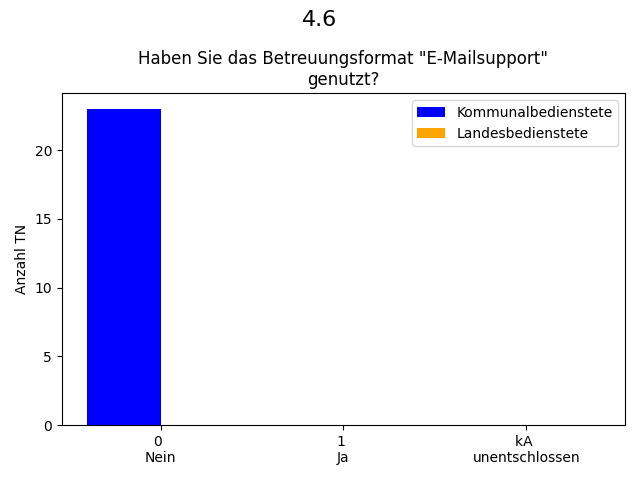 4.6
Haben Sie das Betreuungsformat "E-Mailsupport"
genutzt?
Kommunalbedienstete
Landesbedienstete
Anzahl TN
20
15
10
5
0
0 1 kA
Nein Ja unentschlossen